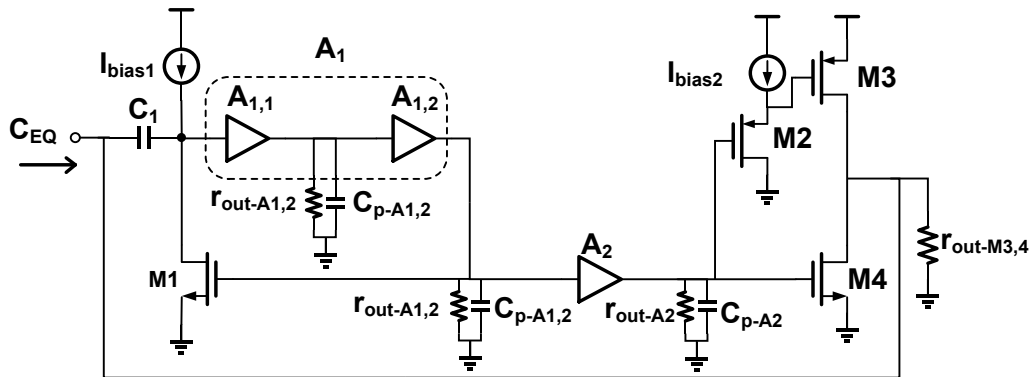 A1
Ibias1
A1,1
A1,2
Ibias2
M3
C1
CEQ
M2
rout-A1,2
Cp-A1,2
A2
rout-M3,4
M1
M4
rout-A1,2
Cp-A1,2
rout-A2
Cp-A2